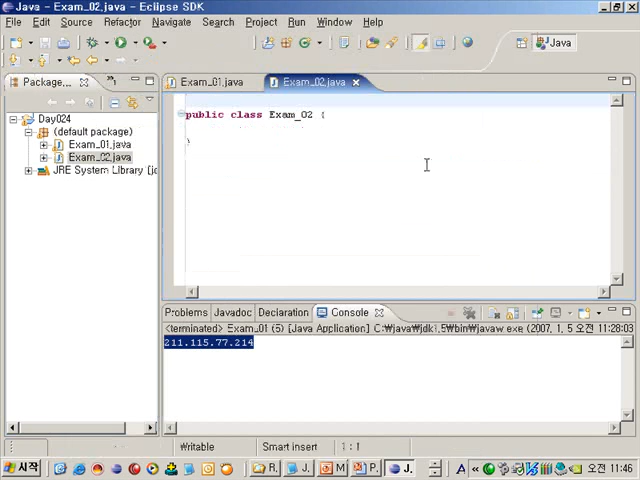 Java - Exam_02.java - Eclipse SDK
File Edit Source Refactor Navigate Search Project Run Window Help
Java
Package...
Exam_01.java
Exam_02.java
Day024
(default package)
Exam_01.java
Exam_02.java
JRE System Library [jd
public class Exam_02 {
}
Problems Javadoc Declaration Console
<terminated> Exam_01 (5) [Java Application] C:₩java₩jdk1,5₩bin₩javaw.exe (2007, 1, 5 오전 11:28:03
211.115.77.214
Writable Smart insert 1 : 1
시작 R. J. M P. J. A 오전 11:46